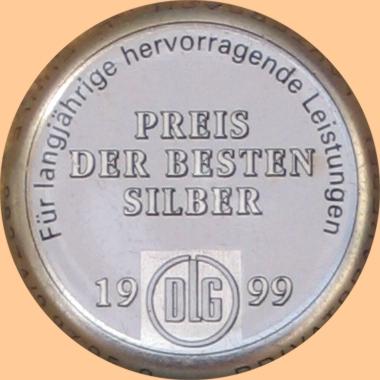 Für langjährige hervorragende Leistungen
PREIS
DER BESTEN
SILBER
19 DLG 99